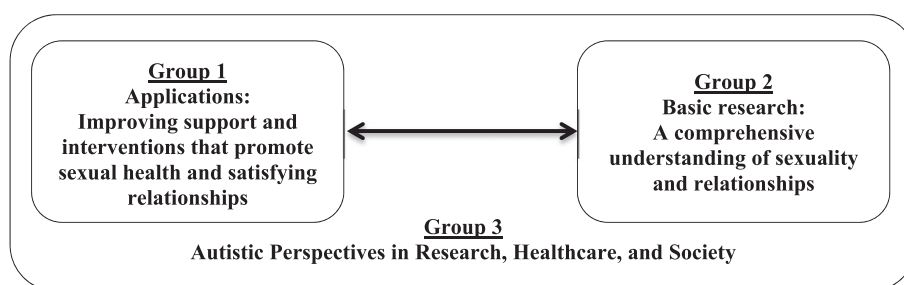 Group 1
Applications:
Improving support and
interventions that promote
sexual health and satisfying
relationships
Group 2
Basic research:
A comprehensive
understanding of sexuality
and relationships
Group 3
Autistic Perspectives in Research, Healthcare, and Society